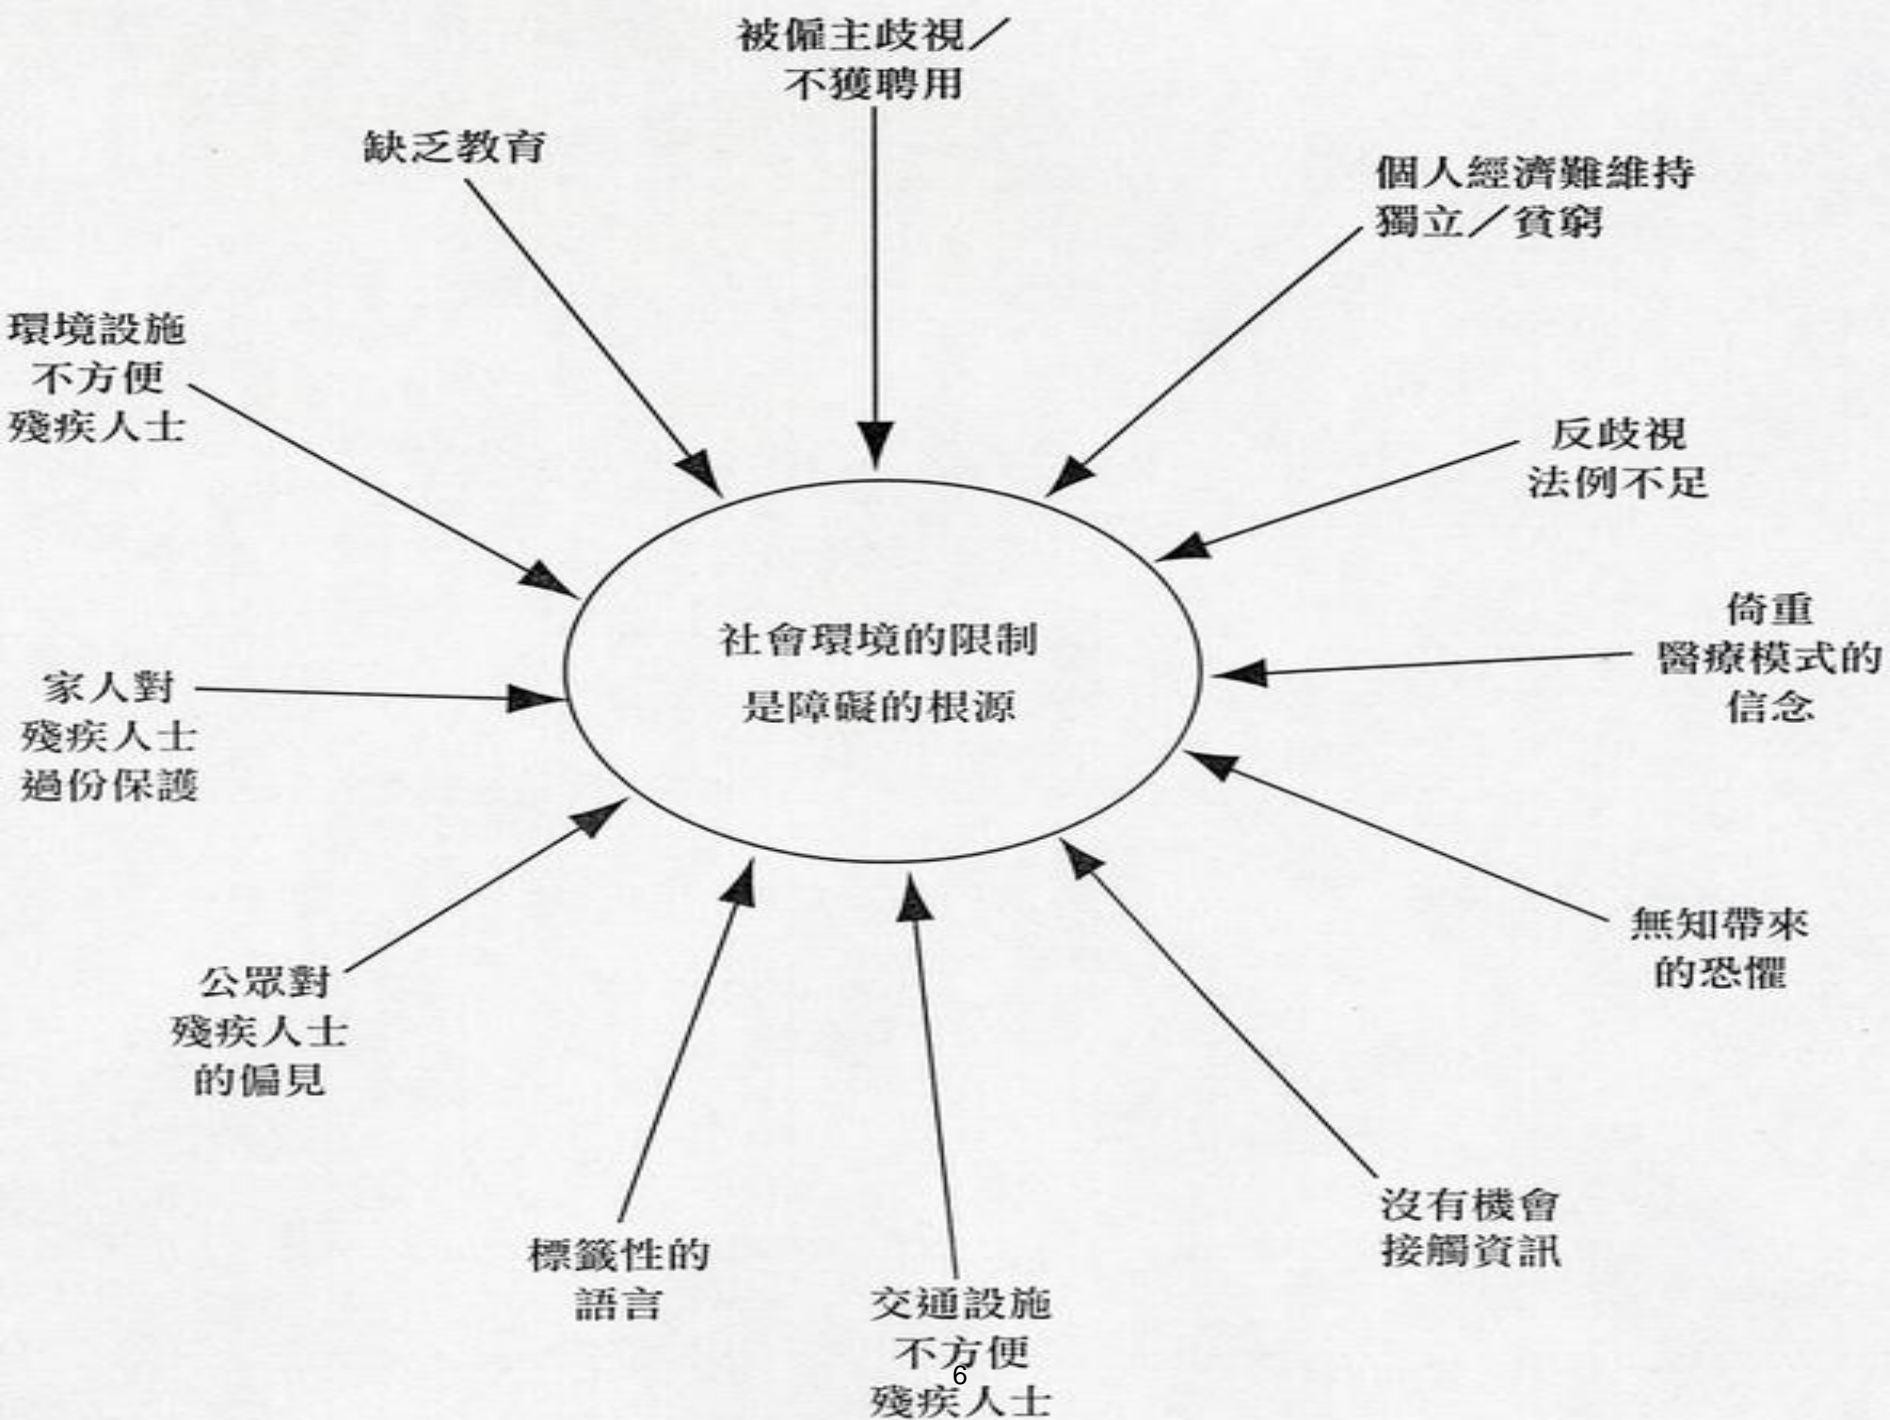 被僱主歧視／
不獲聘用
缺乏教育
個人經濟難維持
獨立／貧窮
環境設施
不方便
殘疾人士
反歧視
法例不足
倚重
醫療模式的
信念
社會環境的限制
是障礙的根源
家人對
殘疾人士
過份保護
無知帶來
的恐懼
公眾對
殘疾人士
的偏見
沒有機會
接觸資訊
標籤性的
語言
交通設施
不方便
殘疾人士
6